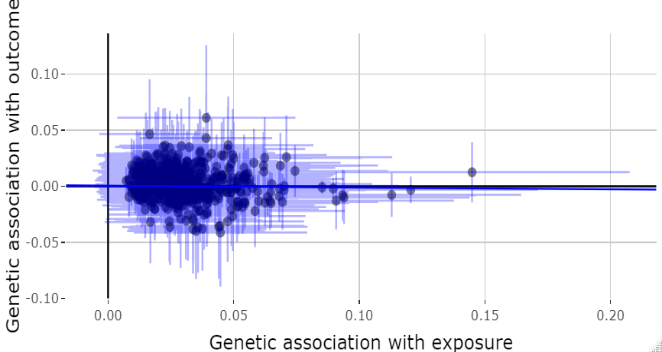 Genetic association with outcome
0.10
0.05
0.00
-0.05
-0.10
0.00 0.05 0.10 0.15 0.20
Genetic association with exposure